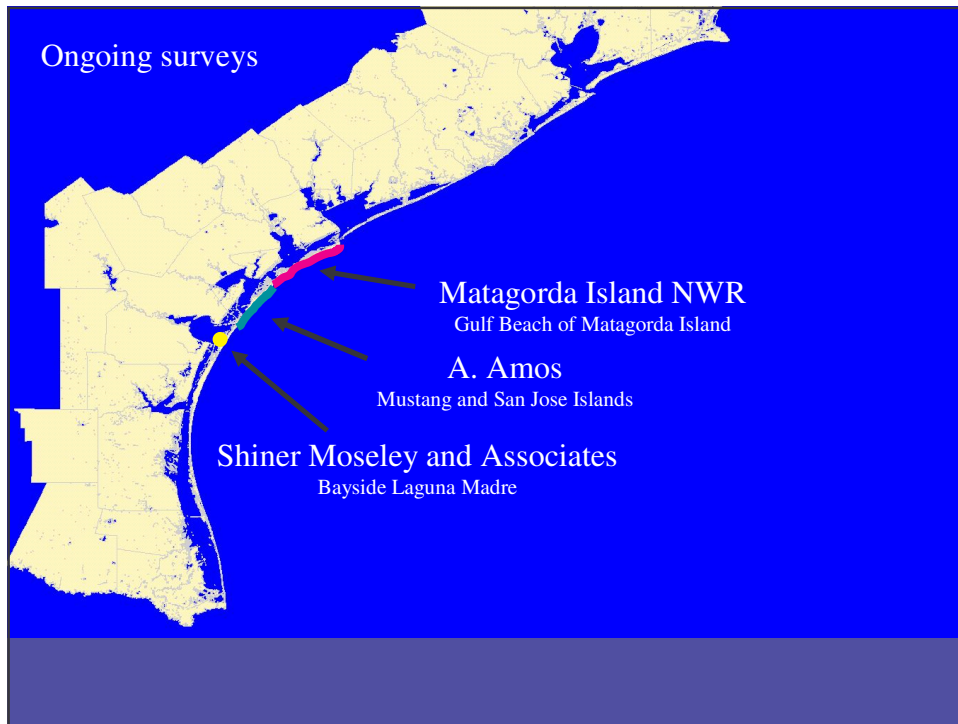 Ongoing surveys
Matagorda Island NWR
Gulf Beach of Matagorda Island
A. Amos
Mustang and San Jose Islands
Shiner Moseley and Associates
Bayside Laguna Madre